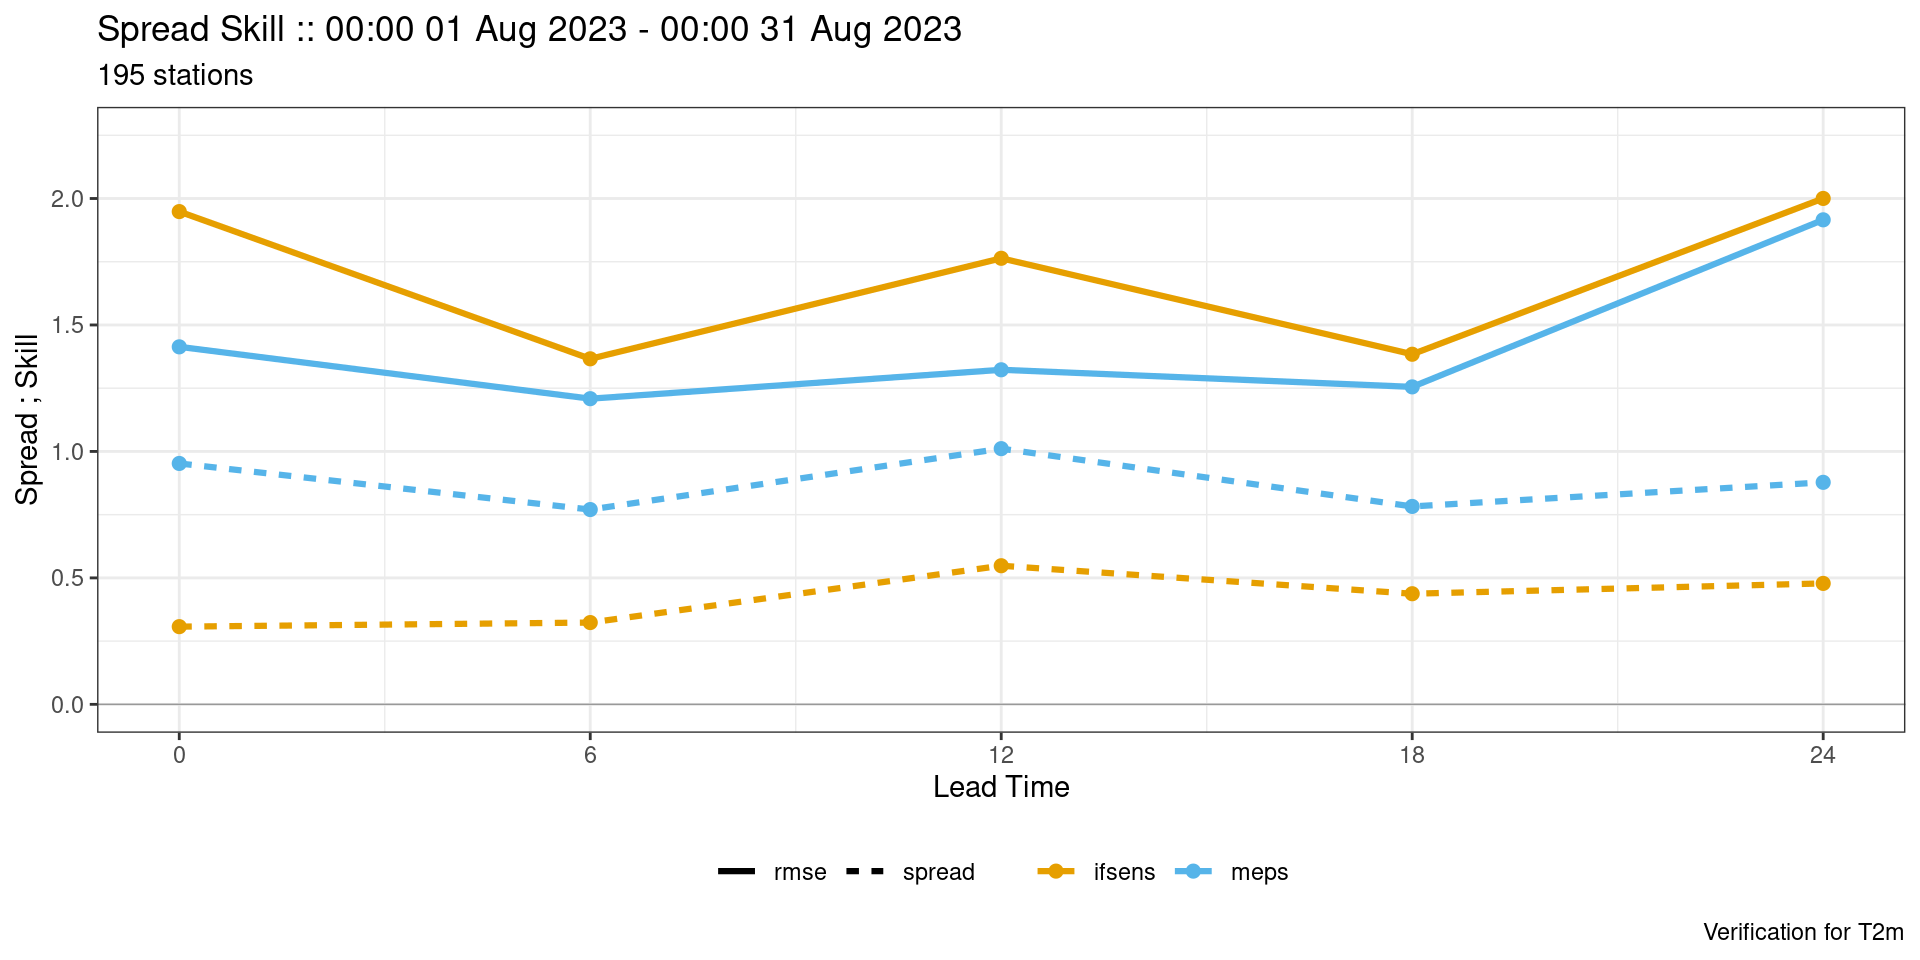 Spread Skill :: 00:00 01 Aug 2023 - 00:00 31 Aug 2023
195 stations
Spread ; Skill
2.0
1.5
1.0
0.5
0.0
0 6 12 18 24
Lead Time
rmse spread ifsens meps
Verification for T2m